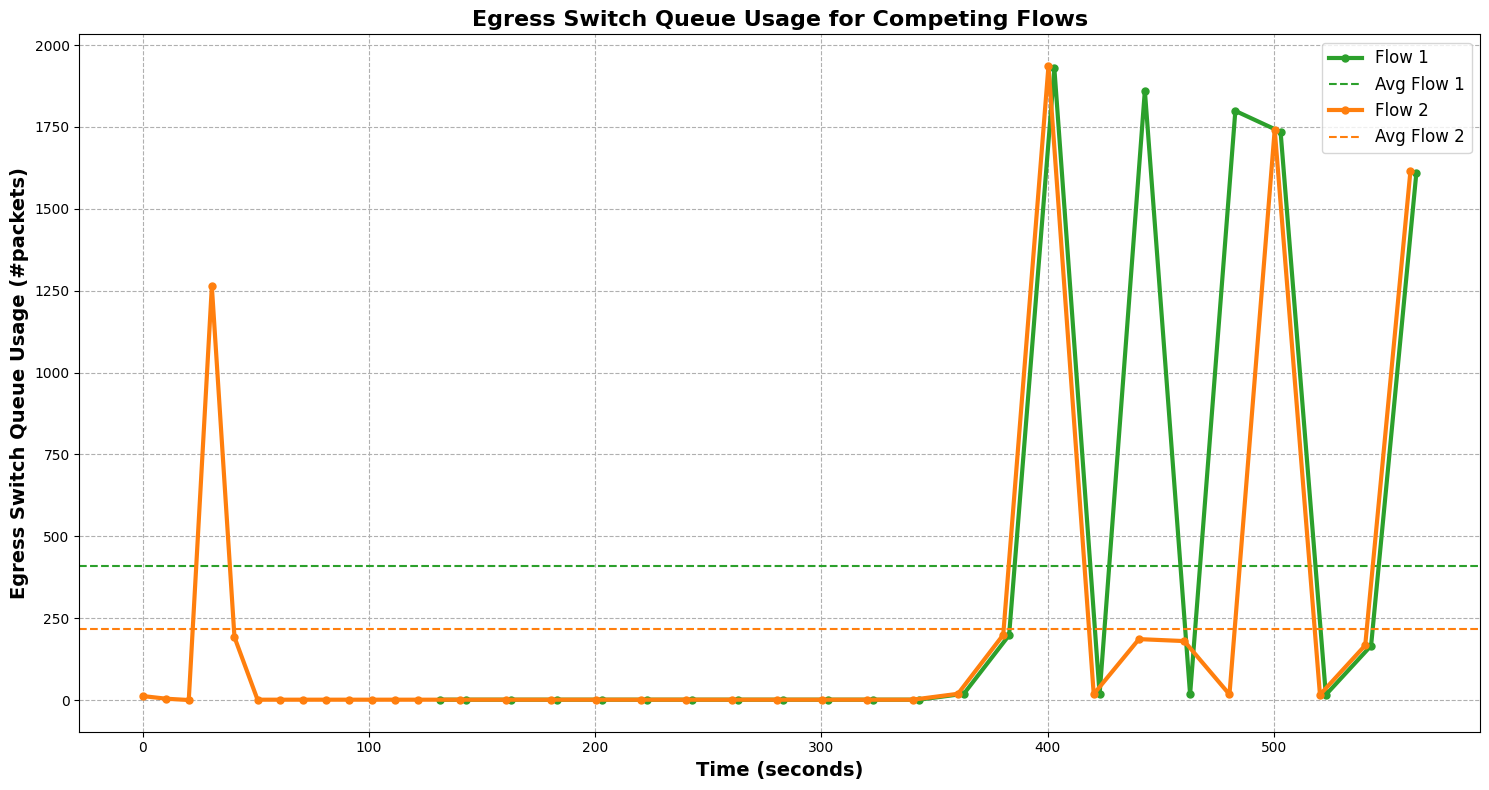 Egress Switch Queue Usage for Competing Flows
Egress Switch Queue Usage (#packets)
2000
1750
1500
1250
1000
750
500
250
0
Flow 1
Avg Flow 1
Flow 2
Avg Flow 2
0 100 200 300 400 500
Time (seconds)